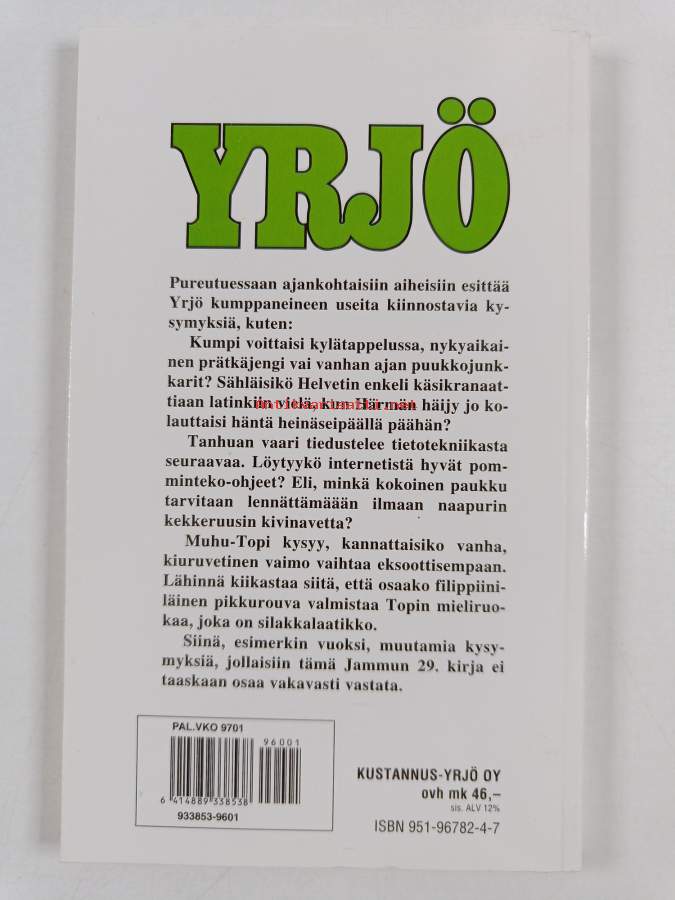 YRJÖ
Pureutuessaan ajankohtaisiin aiheisiin esittää
Yrjö kumppaneineen useita kiinnostavia ky-
symyksiä, kuten:
Kumpi voittaisi kylätappelussa, nykyaikai-
nen prätkäjengi vai vanhan ajan puukkojunk-
karit? Sähläisikö Helvetin enkeli käsikranaat-
tiaan latinkiin vielä, kun Härmän häijy jo ko-
lauttaisi häntä heinäseipäällä päähän?
Tanhuan vaari tiedustelee tietotekniikasta
seuraavaa. Löytyykö internetistä hyvät pom-
minteko-ohjeet? Eli, minkä kokoinen paukku
tarvitaan lennättämäään ilmaan naapurin
kekkeruusin kivinavetta?
Muhu-Topi kysyy, kannattaisiko vanha,
kiuruvetinen vaimo vaihtaa eksoottisempaan.
Lähinnä kiikastaa siitä, että osaako filippiini-
läinen pikkurouva valmistaa Topin mieliruo-
kaa, joka on silakkalaatikko.
Siinä, esimerkin vuoksi, muutamia kysy-
myksiä, jollaisiin tämä Jammun 29. kirja ei
taaskaan osaa vakavasti vastata.
PAL.VKO 9701
96001
6 414889 338538
933853-9601
KUSTANNUS-YRJÖ OY
ovh mk 46,–
sis. ALV 12%
ISBN 951-96782-4-7